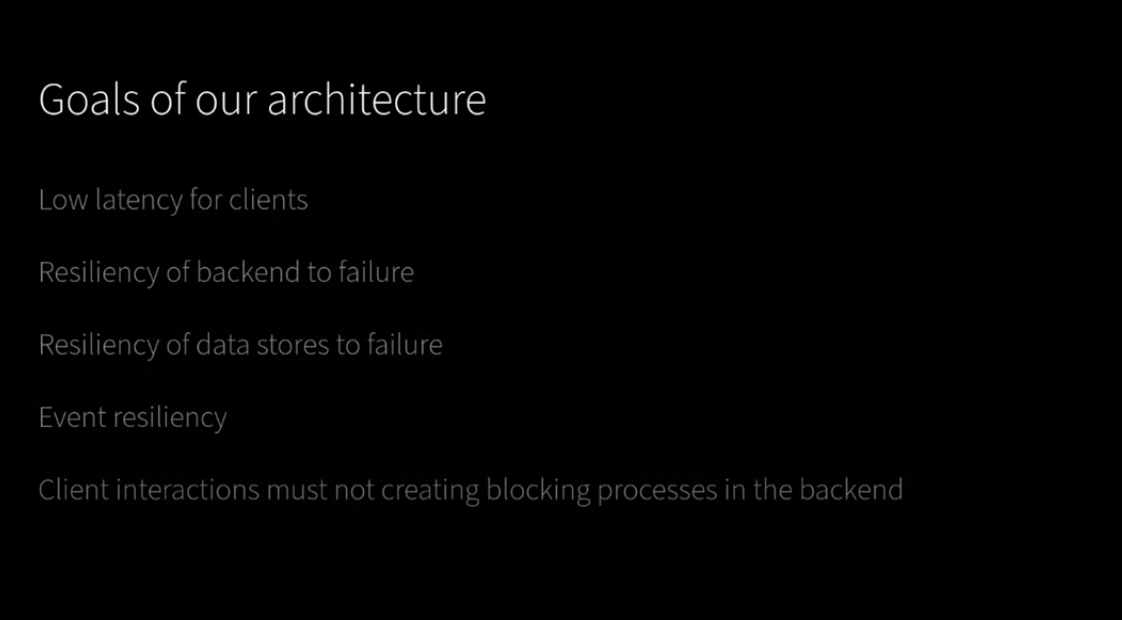 Goals of our architecture
Low latency for clients
Resiliency of backend to failure
Resiliency of data stores to failure
Event resiliency
Client interactions must not creating blocking processes in the backend